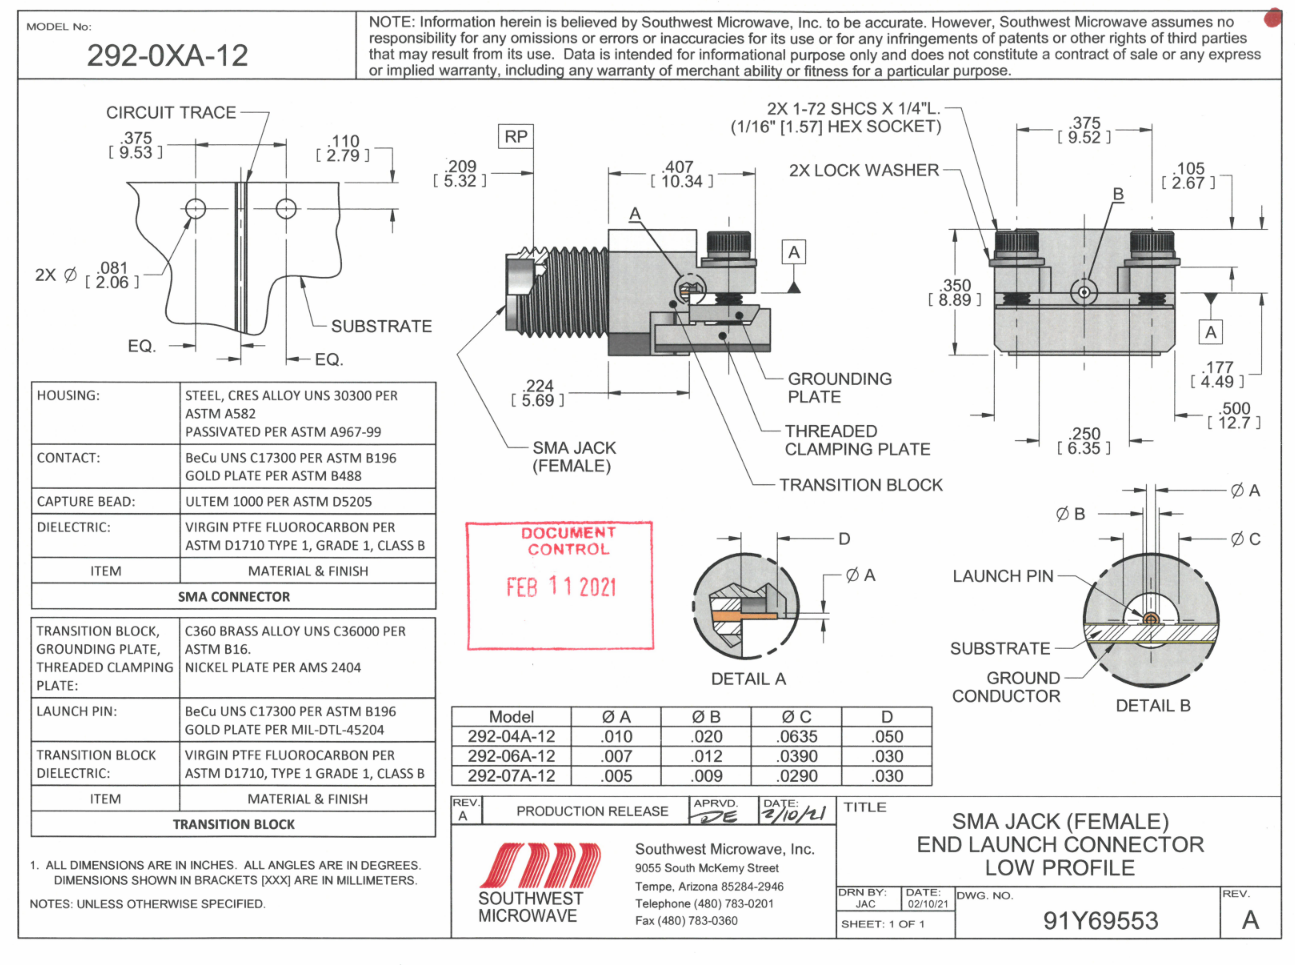 MODEL No:
292-0XA-12
NOTE: Information herein is believed by Southwest Microwave, Inc. to be accurate. However, Southwest Microwave assumes no
responsibility for any omissions or errors or inaccuracies for its use or for any infringements of patents or other rights of third parties
that may result from its use. Data is intended for informational purpose only and does not constitute a contract of sale or any express
or implied warranty, including any warranty of merchant ability or fitness for a particular purpose.
CIRCUIT TRACE
.375
[ 9.53 ]
.110
[ 2.79 ]
2X Ø .081
[ 2.06 ]
SUBSTRATE
EQ.
EQ.
RP
.209
[ 5.32 ]
.407
[ 10.34 ]
A
A
.224
[ 5.69 ]
SMA JACK
(FEMALE)
GROUNDING
PLATE
THREADED
CLAMPING PLATE
TRANSITION BLOCK
2X 1-72 SHCS X 1/4"L.
(1/16" [1.57] HEX SOCKET)
2X LOCK WASHER
.375
[ 9.52 ]
.105
[ 2.67 ]
B
.350
[ 8.89 ]
A
.177
[ 4.49 ]
.500
[ 12.7 ]
.250
[ 6.35 ]
HOUSING:
STEEL, CRES ALLOY UNS 30300 PER
ASTM A582
PASSIVATED PER ASTM A967-99
CONTACT:
BeCu UNS C17300 PER ASTM B196
GOLD PLATE PER ASTM B488
CAPTURE BEAD:
ULTEM 1000 PER ASTM D5205
DIELECTRIC:
VIRGIN PTFE FLUOROCARBON PER
ASTM D1710 TYPE 1, GRADE 1, CLASS B
ITEM
MATERIAL & FINISH
SMA CONNECTOR
TRANSITION BLOCK,
GROUNDING PLATE,
THREADED CLAMPING
PLATE:
C360 BRASS ALLOY UNS C36000 PER
ASTM B16.
NICKEL PLATE PER AMS 2404
LAUNCH PIN:
BeCu UNS C17300 PER ASTM B196
GOLD PLATE PER MIL-DTL-45204
TRANSITION BLOCK
DIELECTRIC:
VIRGIN PTFE FLUOROCARBON PER
ASTM D1710, TYPE 1 GRADE 1, CLASS B
ITEM
MATERIAL & FINISH
TRANSITION BLOCK
1. ALL DIMENSIONS ARE IN INCHES. ALL ANGLES ARE IN DEGREES.
DIMENSIONS SHOWN IN BRACKETS [XXX] ARE IN MILLIMETERS.
NOTES: UNLESS OTHERWISE SPECIFIED.
DOCUMENT
CONTROL
FEB 11 2021
D
Ø A
DETAIL A
Ø A
Ø B
Ø C
LAUNCH PIN
SUBSTRATE
GROUND
CONDUCTOR
DETAIL B
Model Ø A Ø B Ø C D
292-04A-12 .010 .020 .0635 .050
292-06A-12 .007 .012 .0390 .030
292-07A-12 .005 .009 .0290 .030
REV.
A
PRODUCTION RELEASE
APRVD.
DE
DATE:
2/10/21
SOUTHWEST
MICROWAVE
Southwest Microwave, Inc.
9055 South McKemy Street
Tempe, Arizona 85284-2946
Telephone (480) 783-0201
Fax (480) 783-0360
TITLE
SMA JACK (FEMALE)
END LAUNCH CONNECTOR
LOW PROFILE
DRN BY:
JAC
DATE:
02/10/21
SHEET: 1 OF 1
DWG. NO.
91Y69553
REV.
A